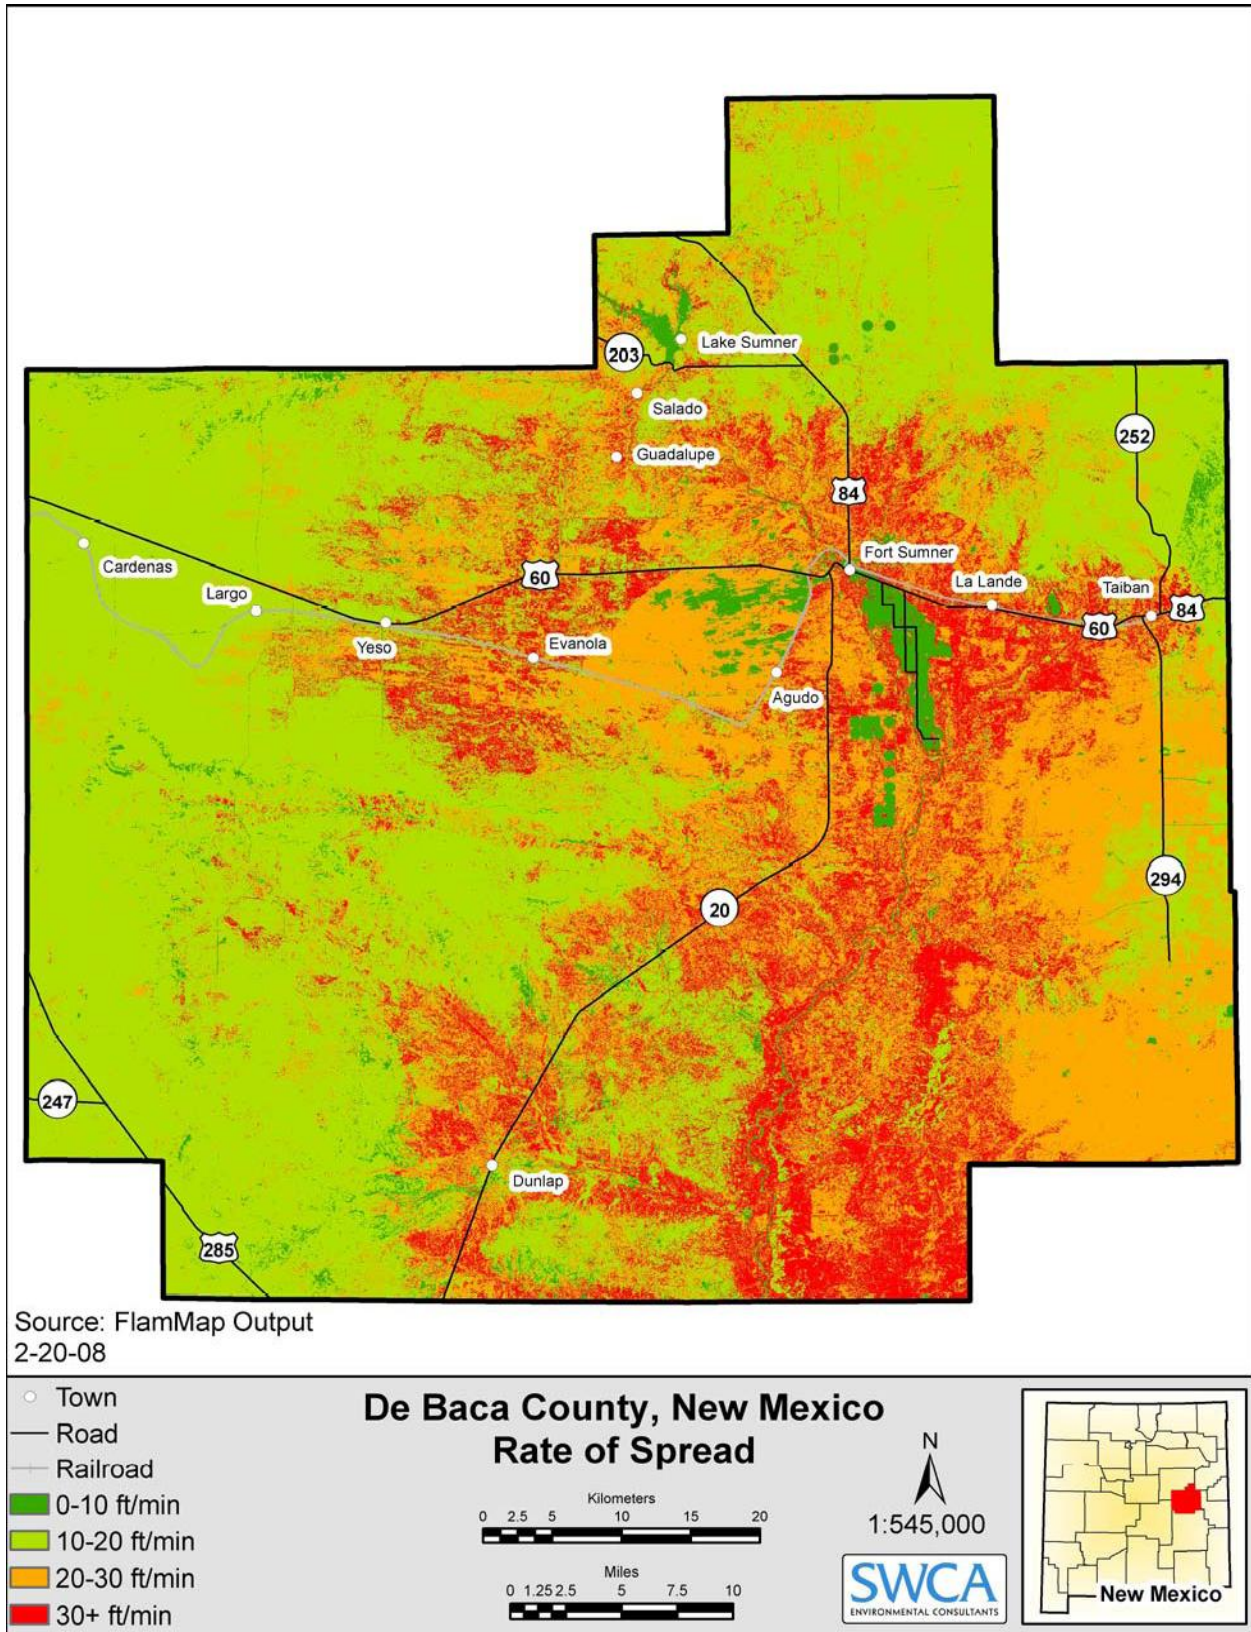 Lake Sumner
203
Salado
252
Guadalupe
84
Fort Sumner
Cardenas
60
La Lande
Taiban
Largo
84
60
Yeso
Evanola
Agudo
294
20
247
Dunlap
285
Source: FlamMap Output
2-20-08
Town
Road
Railroad
0-10 ft/min
10-20 ft/min
20-30 ft/min
30+ ft/min
De Baca County, New Mexico
Rate of Spread
Kilometers
0 2.5 5 10 15 20
Miles
0 1.25 2.5 5 7.5 10
N
1:545,000
SWCA
ENVIRONMENTAL CONSULTANTS
New Mexico